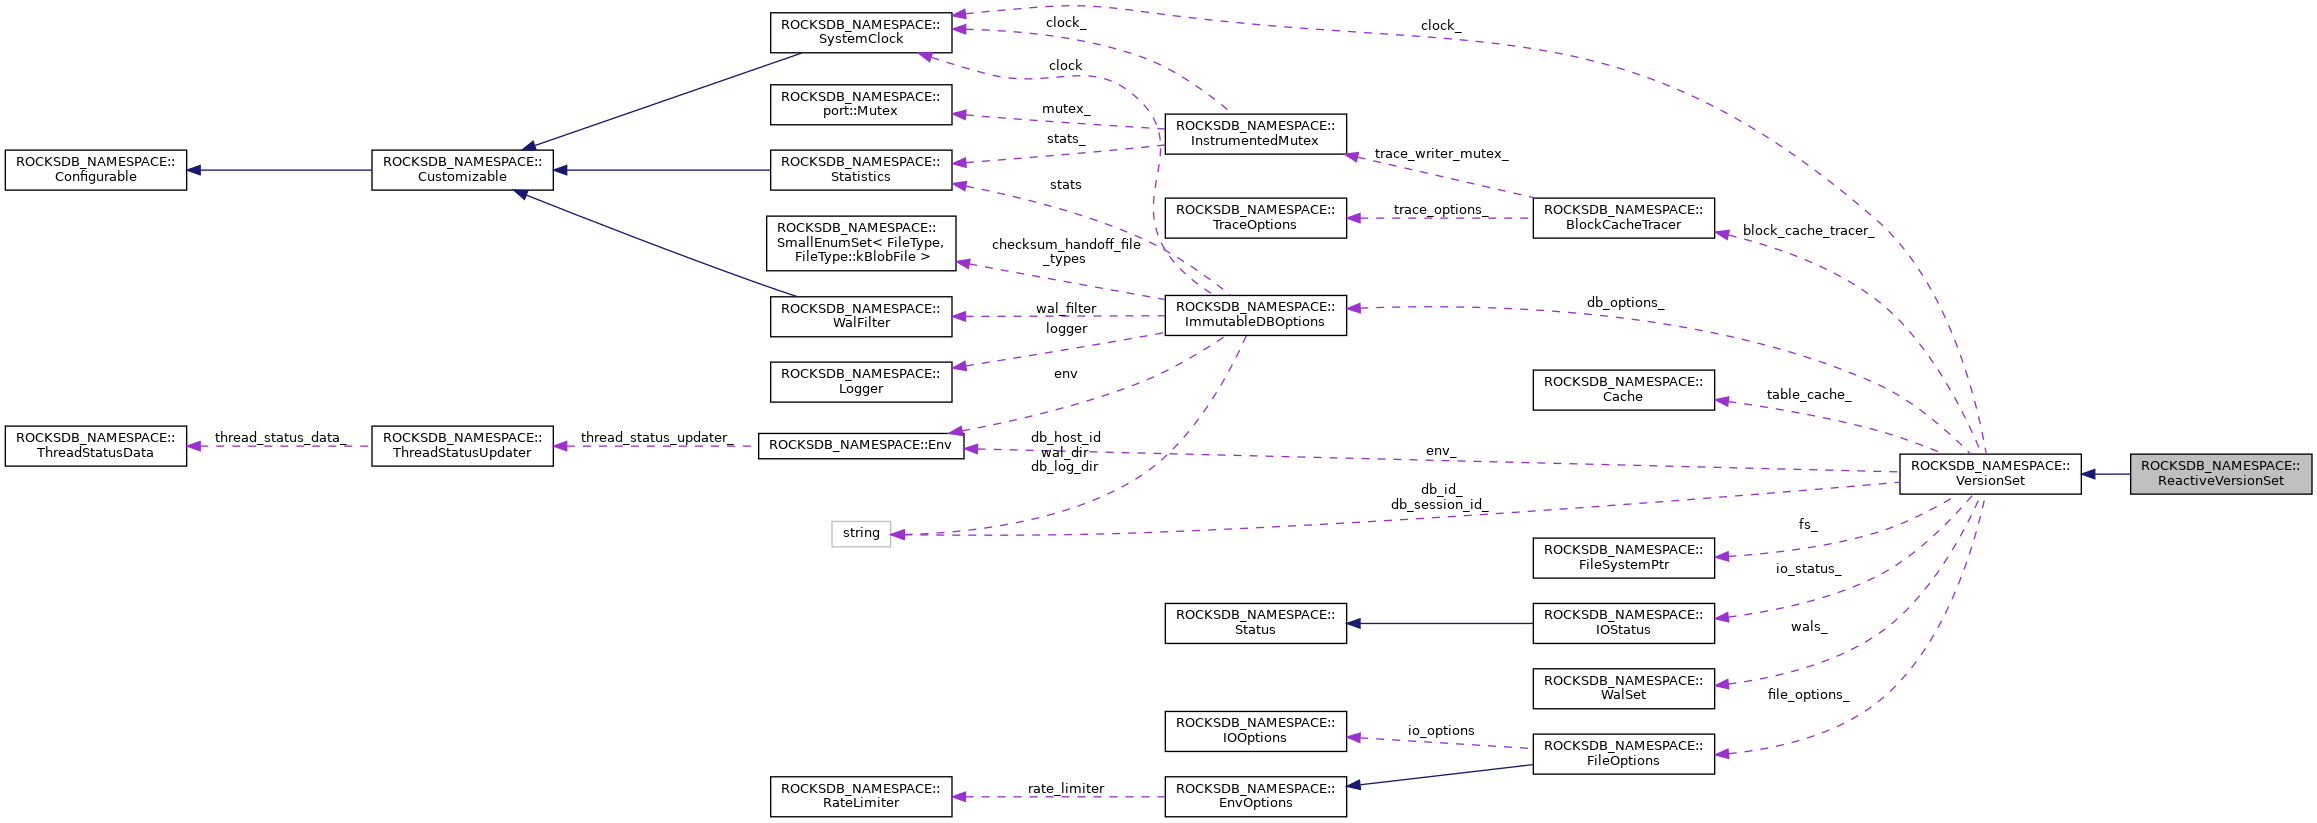 ROCKSDB_NAMESPACE::
SystemClock
clock_
clock_
clock
ROCKSDB_NAMESPACE::
port::Mutex
mutex_
ROCKSDB_NAMESPACE::
InstrumentedMutex
stats_
trace_writer_mutex_
ROCKSDB_NAMESPACE::
Configurable
ROCKSDB_NAMESPACE::
Customizable
ROCKSDB_NAMESPACE::
Statistics
stats
ROCKSDB_NAMESPACE::
TraceOptions
trace_options_
ROCKSDB_NAMESPACE::
BlockCacheTracer
block_cache_tracer_
ROCKSDB_NAMESPACE::
SmallEnumSet< FileType,
FileType::kBlobFile >
checksum_handoff_file
_types
ROCKSDB_NAMESPACE::
WalFilter
wal_filter
ROCKSDB_NAMESPACE::
ImmutableDBOptions
db_options_
logger
ROCKSDB_NAMESPACE::
Logger
env
ROCKSDB_NAMESPACE::
Cache
table_cache_
ROCKSDB_NAMESPACE::
ThreadStatusData
thread_status_data_
ROCKSDB_NAMESPACE::
ThreadStatusUpdater
thread_status_updater_
ROCKSDB_NAMESPACE::Env
db_host_id
wal_dir
db_log_dir
env_
ROCKSDB_NAMESPACE::
VersionSet
ROCKSDB_NAMESPACE::
ReactiveVersionSet
db_id_
db_session_id_
string
fs_
ROCKSDB_NAMESPACE::
FileSystemPtr
io_status_
ROCKSDB_NAMESPACE::
Status
ROCKSDB_NAMESPACE::
IOStatus
wals_
ROCKSDB_NAMESPACE::
WalSet
file_options_
ROCKSDB_NAMESPACE::
IOOptions
io_options
ROCKSDB_NAMESPACE::
FileOptions
ROCKSDB_NAMESPACE::
RateLimiter
rate_limiter
ROCKSDB_NAMESPACE::
EnvOptions